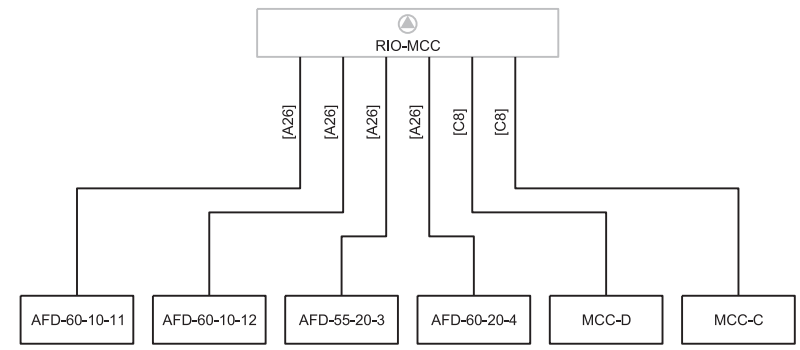 RIO-MCC
[A26]
[A26]
[A26]
[A26]
[C8]
[C8]
AFD-60-10-11
AFD-60-10-12
AFD-55-20-3
AFD-60-20-4
MCC-D
MCC-C